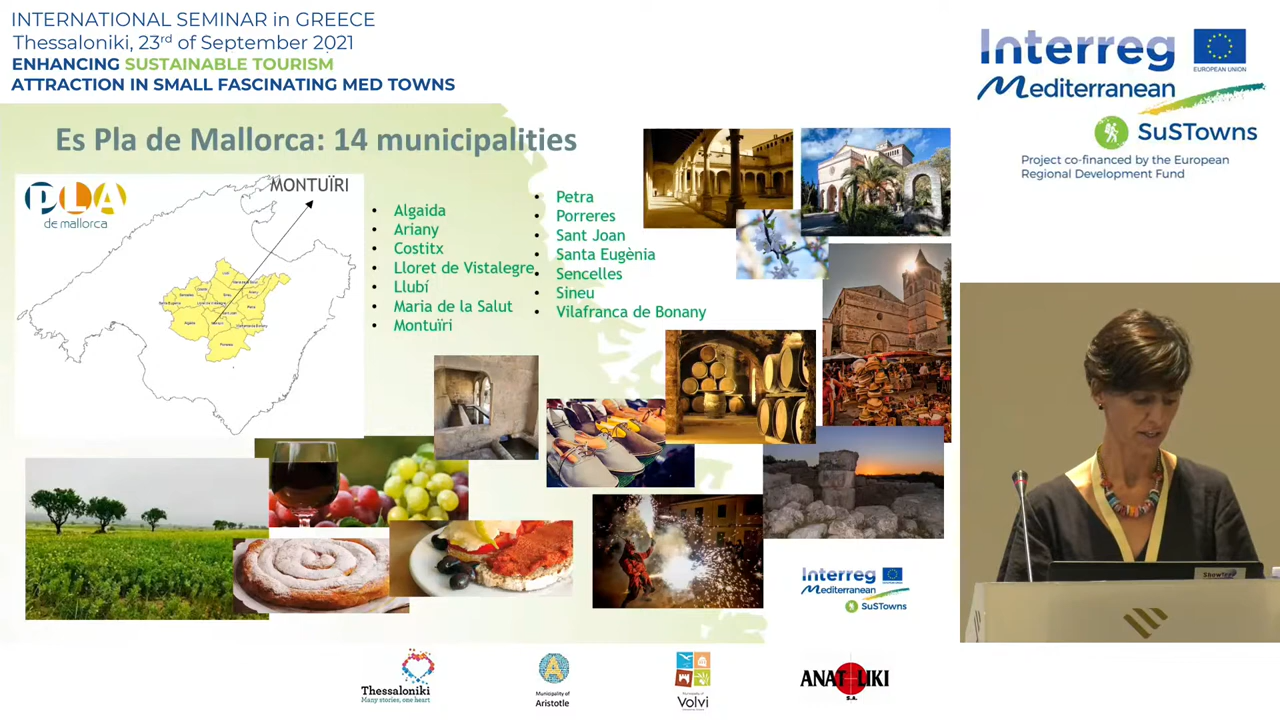 INTERNATIONAL SEMINAR in GREECE
Thessaloniki, 23rd of September 2021
ENHANCING SUSTAINABLE TOURISM
ATTRACTION IN SMALL FASCINATING MED TOWNS
Interreg
EUROPEAN UNION
Mediterranean
SuSTowns
Project co-financed by the European
Regional Development Fund
Es Pla de Mallorca: 14 municipalities
PLA
de mallorca
MONTUÏRI
• Algaida
• Ariany
• Costitx
• Lloret de Vistalegre
• Llubí
• Maria de la Salut
• Montuïri
• Petra
• Porreres
• Sant Joan
• Santa Eugènia
• Sencelles
• Sineu
• Vilafranca de Bonany
Interreg
Mediterranean
SuSTowns
Thessaloniki
Many stories, one heart
Municipality of
Aristotle
Municipality of
Volvi
ANATOLIKI
S.A.